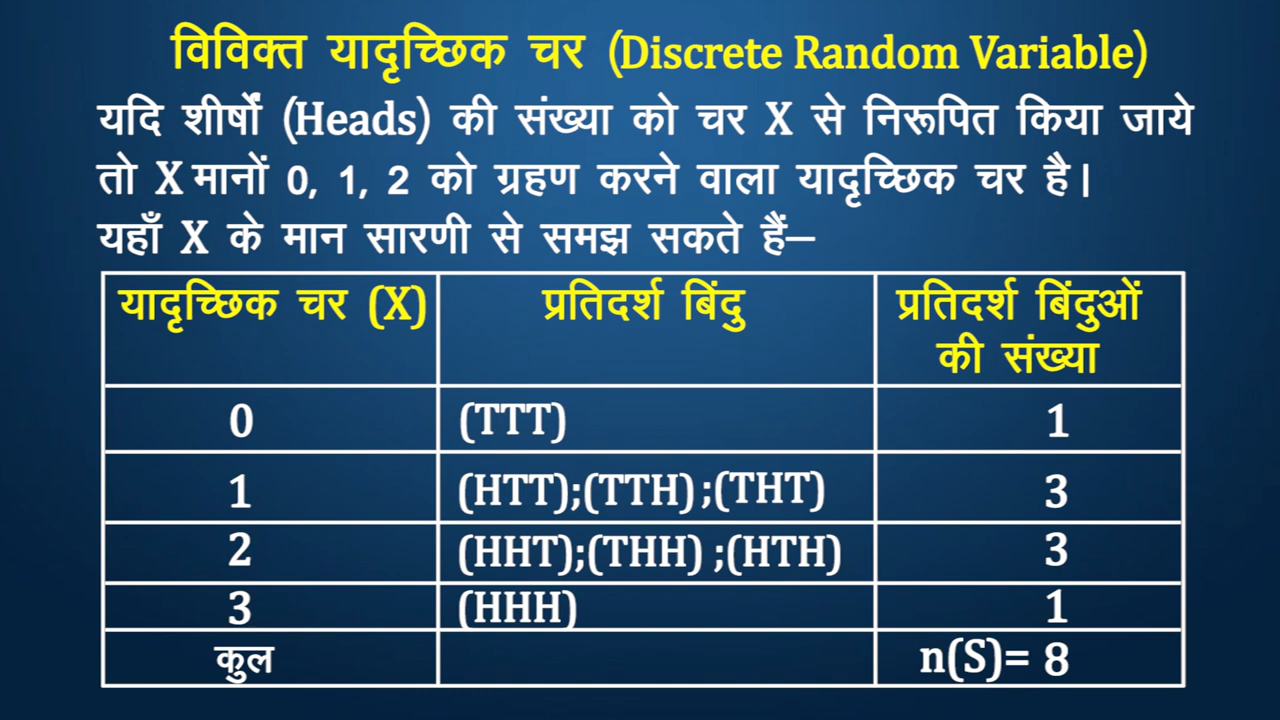 विविक्त यादृच्छिक चर (Discrete Random Variable)
यदि शीर्षों (Heads) की संख्या को चर X से निरूपित किया जाये
तो X मानों 0, 1, 2 को ग्रहण करने वाला यादृच्छिक चर है।
यहाँ X के मान सारणी से समझ सकते हैं–
यादृच्छिक चर (X) प्रतिदर्श बिंदु प्रतिदर्श बिंदुओं
की संख्या
0 (TTT) 1
1 (HTT);(TTH) ;(THT) 3
2 (HHT);(THH) ;(HTH) 3
3 (HHH) 1
कुल n(S)= 8